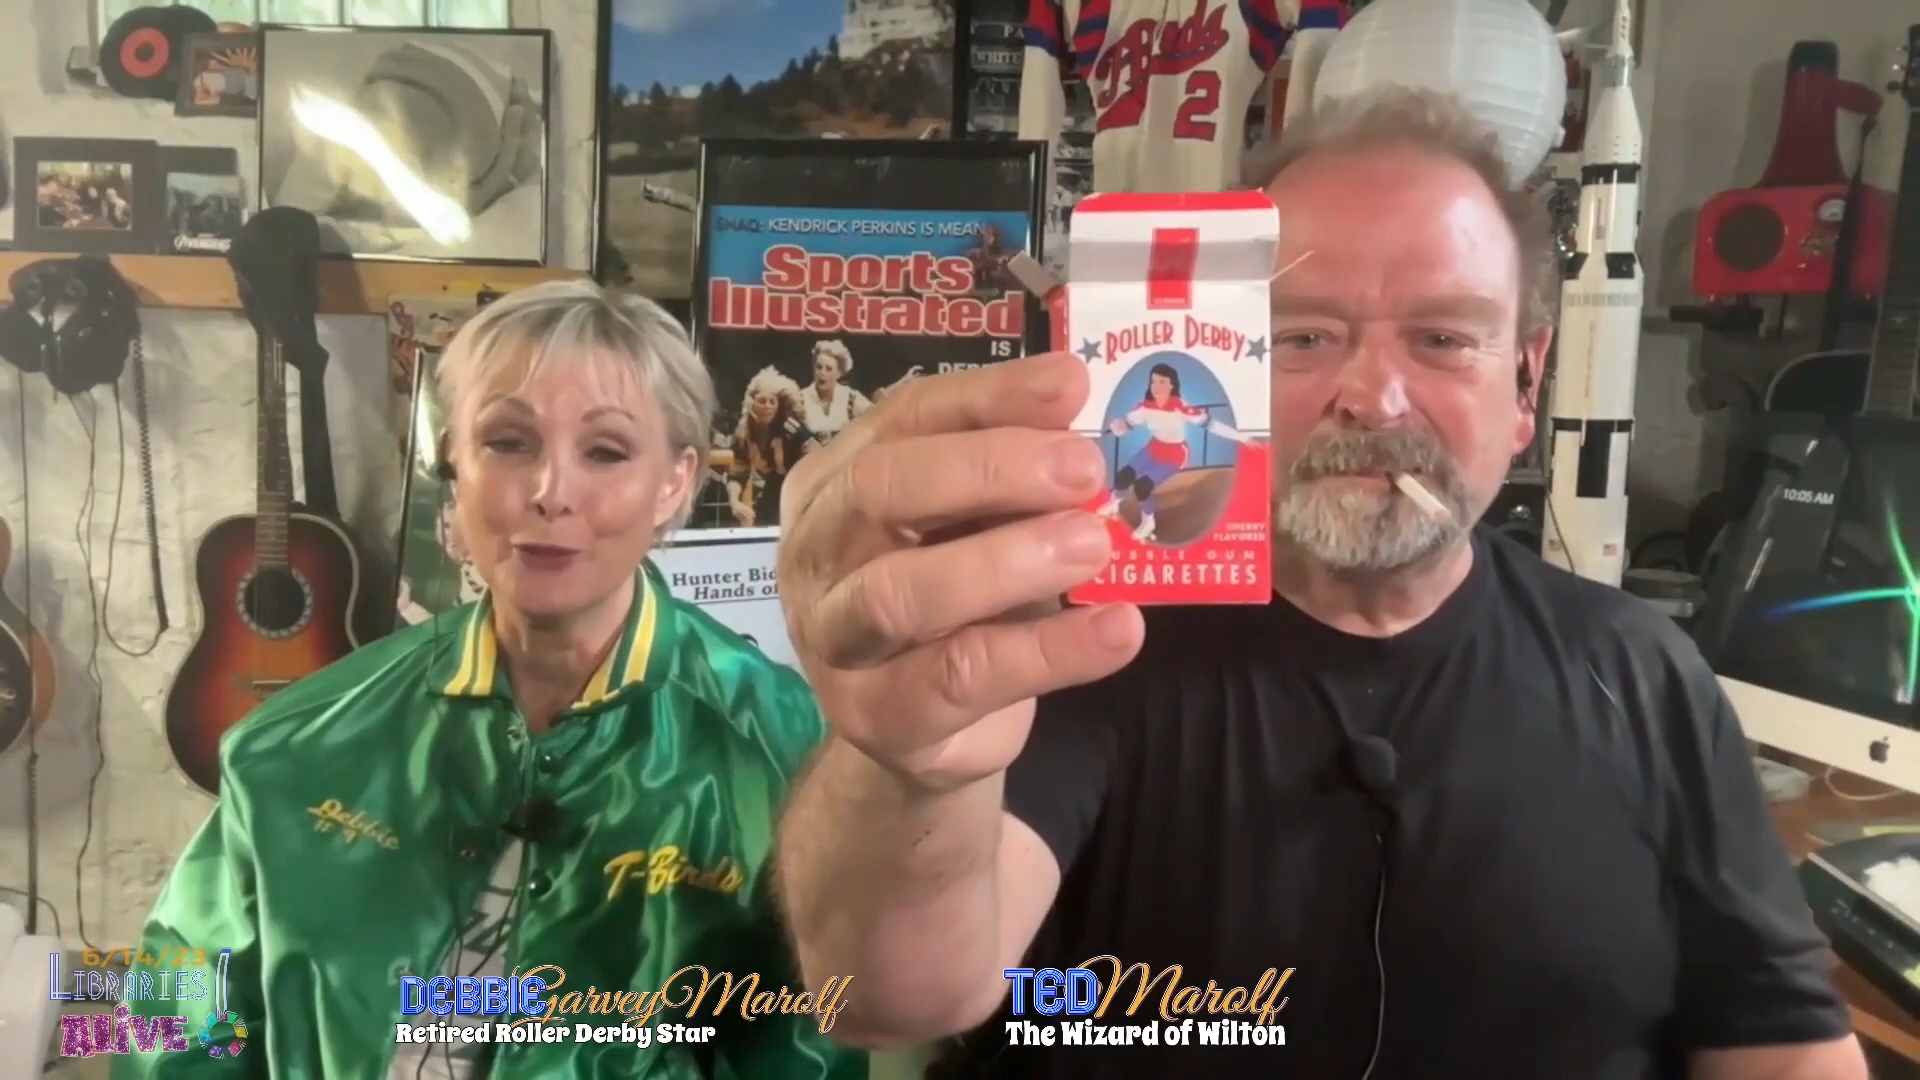 T-Birds
2
SHAQ: KENDRICK PERKINS IS MEAN
Sports
Illustrated
IS
ROLLER DERBY
CHERRY
FLAVORED
UBBLE GUM
CIGARETTES
10:05 AM
Hunter Bid
Hands of
Debbie
T-Birds
6/14/23
LIBRARIES
ALIVE
DEBBIE Garvey Marolf
Retired Roller Derby Star
TED Marolf
The Wizard of Wilton